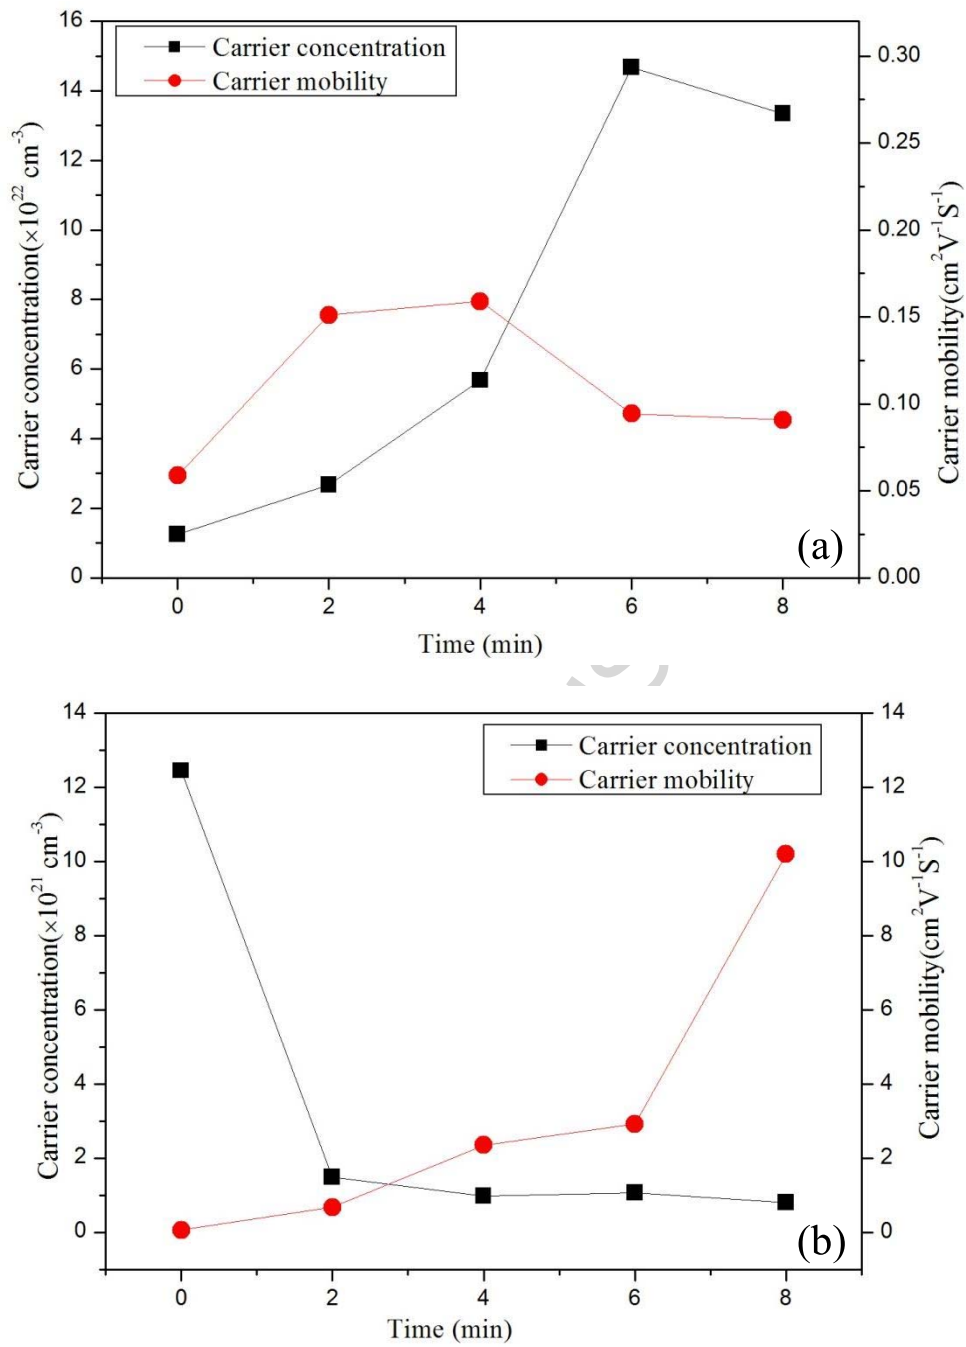 Carrier concentration
Carrier mobility
16
14
12
10
8
6
4
2
0
Carrier concentration(×10²² cm⁻³)
0.30
0.25
0.20
0.15
0.10
0.05
0.00
Carrier mobility(cm²V⁻¹S⁻¹)
(a)
0 2 4 6 8
Time (min)
Carrier concentration
Carrier mobility
14
12
10
8
6
4
2
0
Carrier concentration(×10²¹ cm⁻³)
14
12
10
8
6
4
2
0
Carrier mobility(cm²V⁻¹S⁻¹)
(b)
0 2 4 6 8
Time (min)